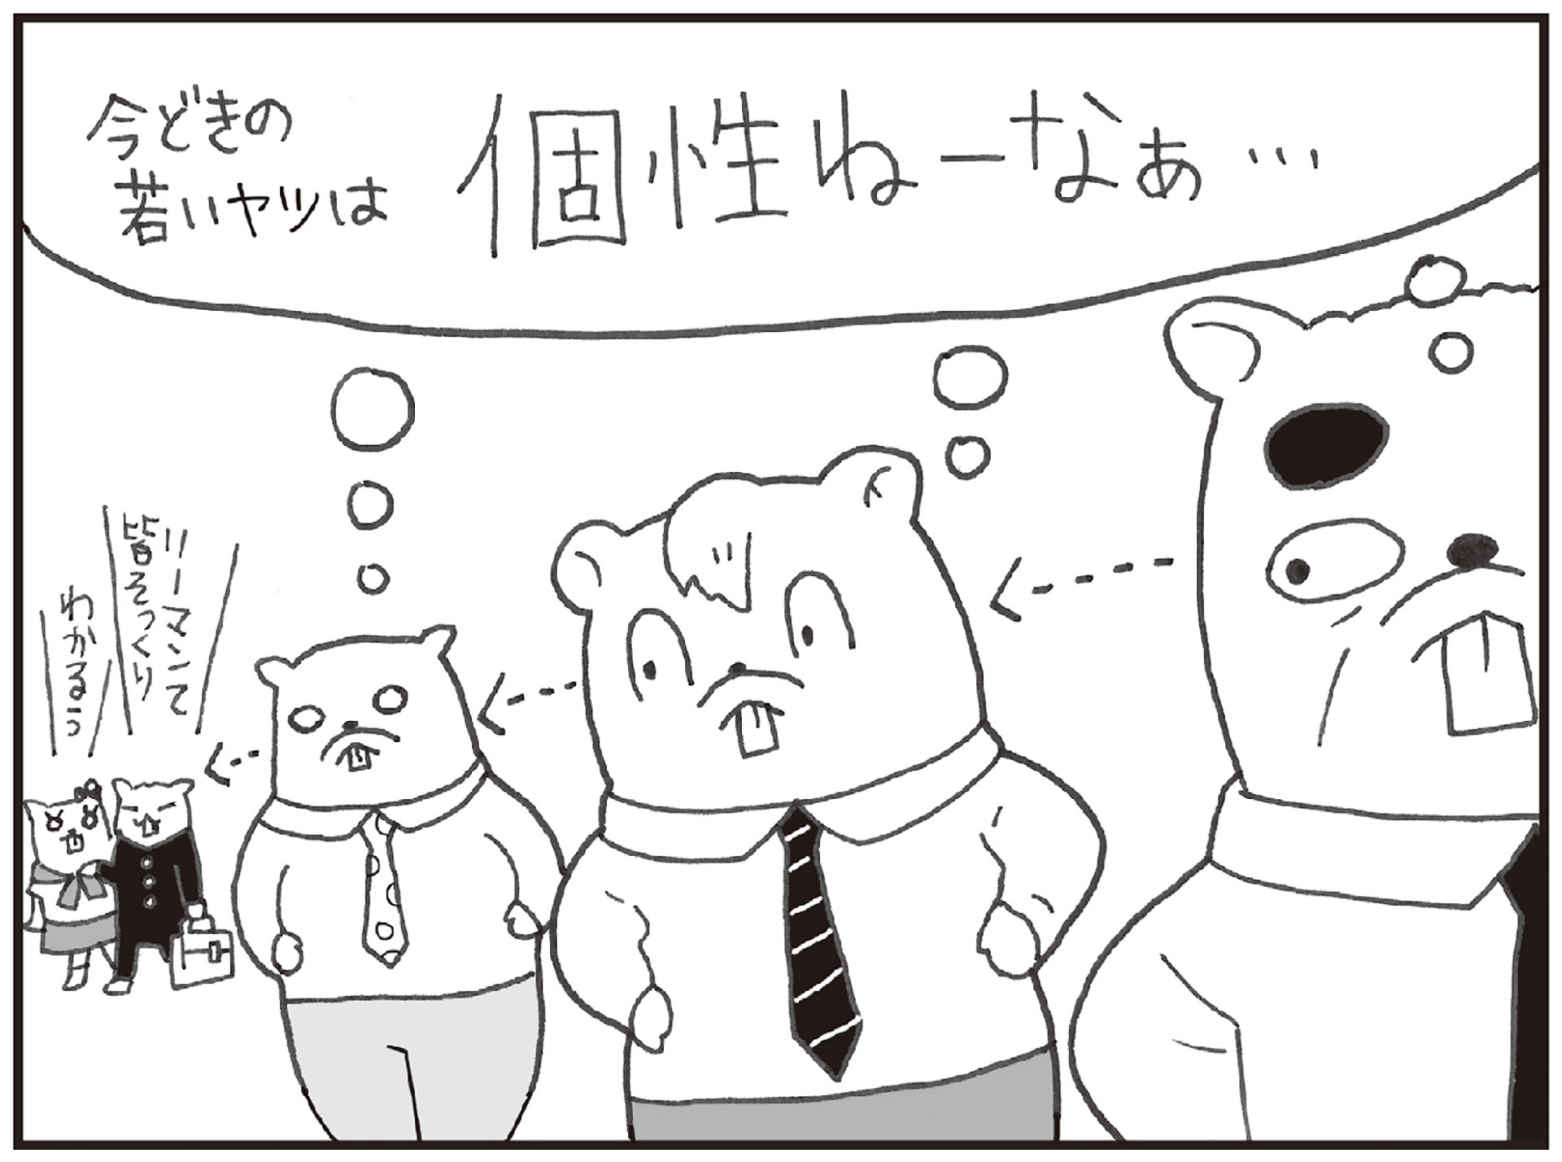 今どきの
若いヤツは
個性ねーなぁ…
リーマンて
皆そっくり
わかるぅ